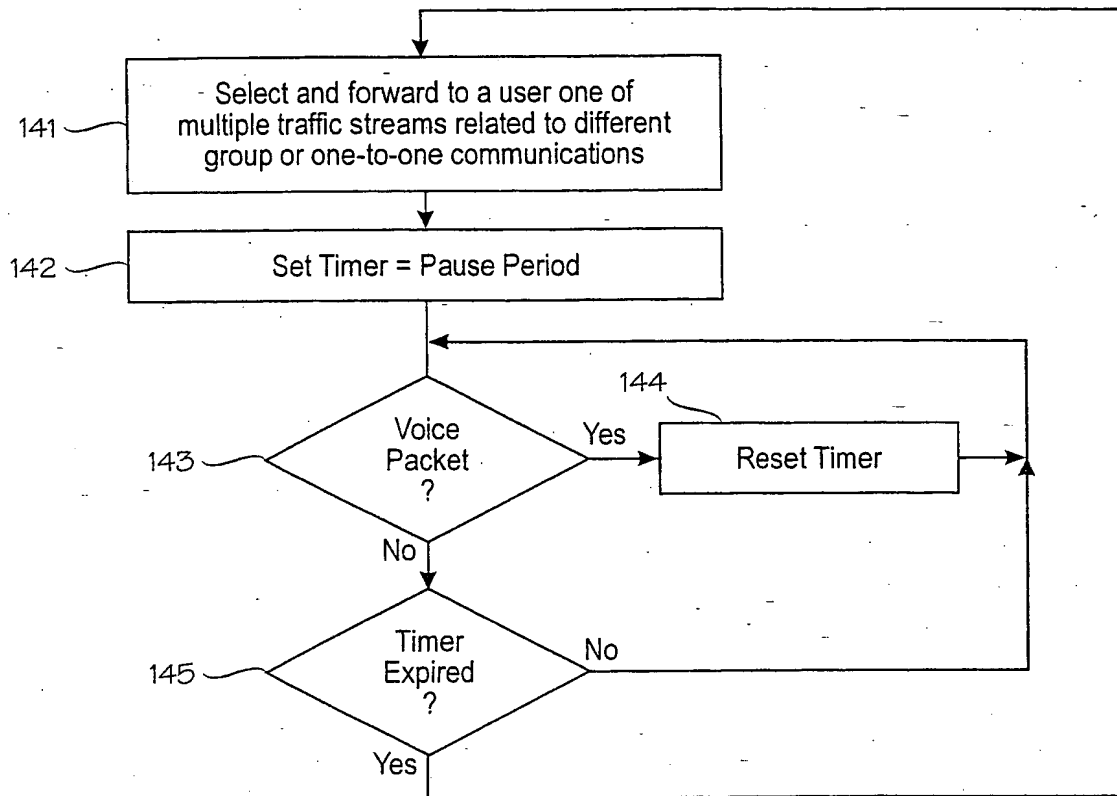 141
Select and forward to a user one of
multiple traffic streams related to different
group or one-to-one communications
142
Set Timer = Pause Period
143
Voice
Packet
?
Yes
144
Reset Timer
No
145
Timer
Expired
?
No
Yes